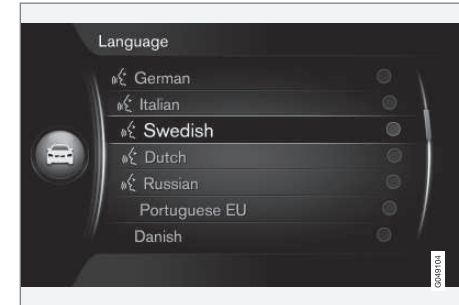 Language
German
Italian
Swedish
Dutch
Russian
Portuguese EU
Danish
G049104